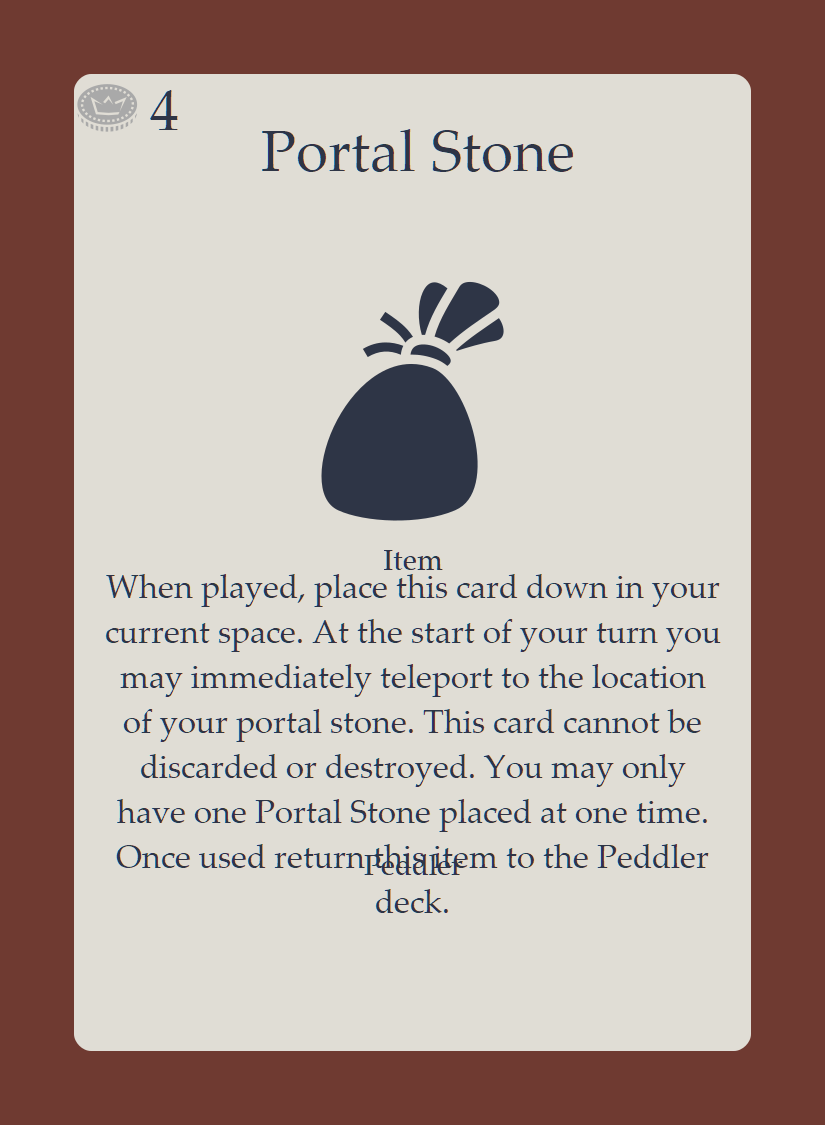 4
Portal Stone
Item
When played, place this card down in your
current space. At the start of your turn you
may immediately teleport to the location
of your portal stone. This card cannot be
discarded or destroyed. You may only
have one Portal Stone placed at one time.
Once used return this item to the Peddler
Peddler
deck.